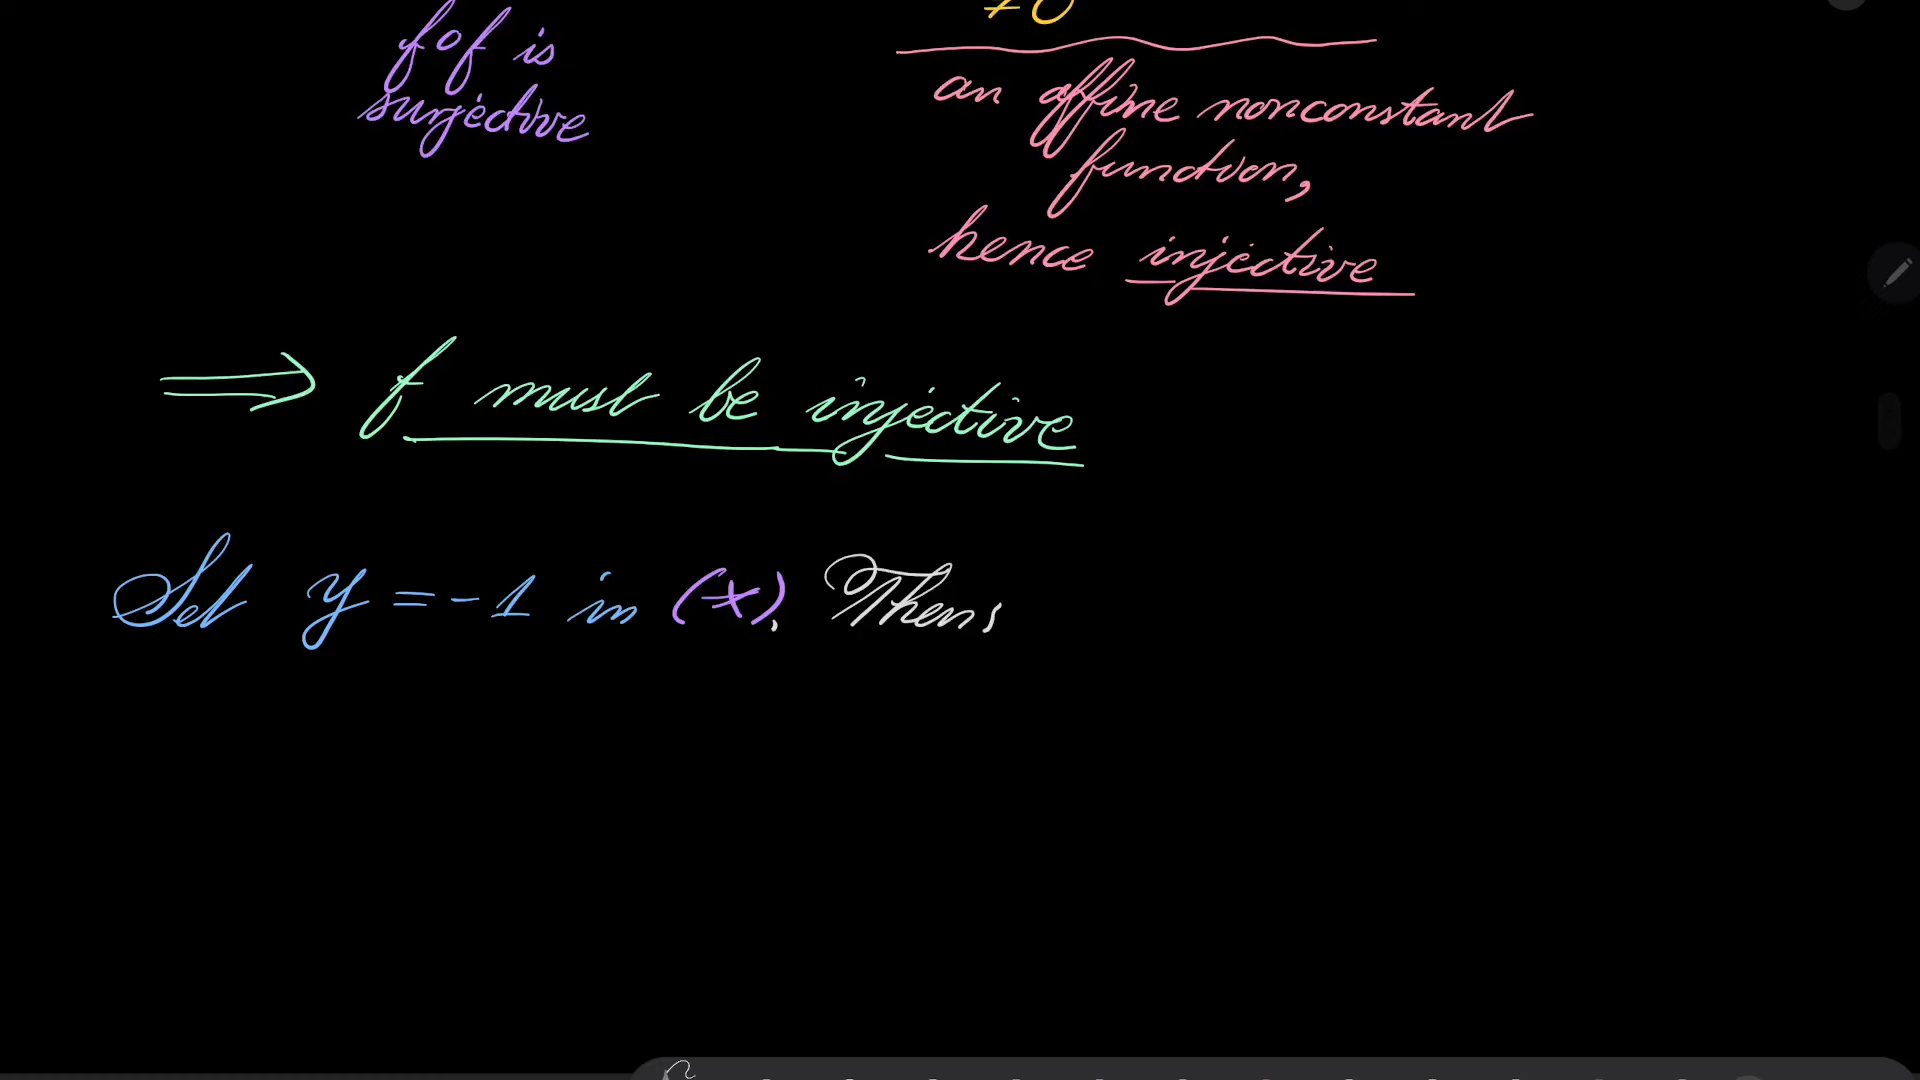 ≠0
f∘f is
surjective
an affine nonconstant
function,
hence injective
⟹ f must be injective
Set y = -1 in (*). Then: